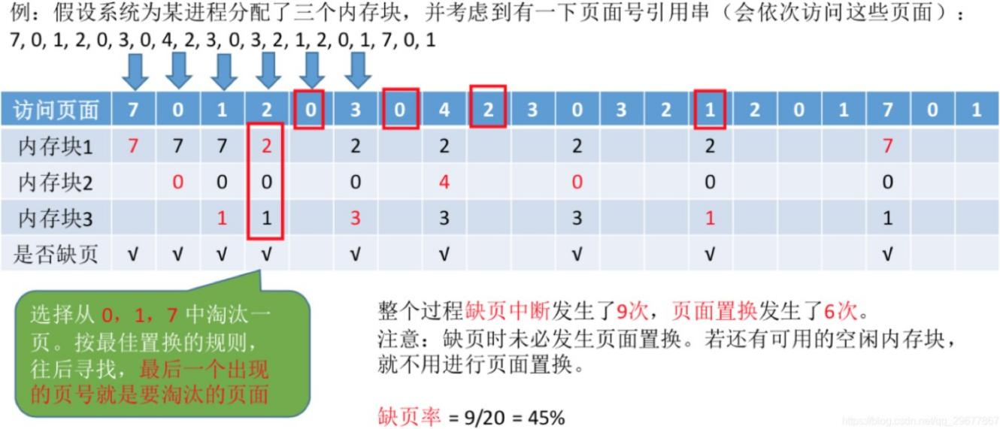 例：假设系统为某进程分配了三个内存块，并考虑到有一下页面号引用串（会依次访问这些页面）：
7, 0, 1, 2, 0, 3, 0, 4, 2, 3, 0, 3, 2, 1, 2, 0, 1, 7, 0, 1
访问页面 7 0 1 2 0 3 0 4 2 3 0 3 2 1 2 0 1 7 0 1
内存块1 7 7 7 2 2 2 2 2 7
内存块2 0 0 0 0 4 0 0 0
内存块3 1 1 3 3 3 1 1
是否缺页 √ √ √ √ √ √ √ √ √
选择从 0，1，7 中淘汰一
页。按最佳置换的规则，
往后寻找，最后一个出现
的页号就是要淘汰的页面
整个过程缺页中断发生了9次，页面置换发生了6次。
注意：缺页时未必发生页面置换。若还有可用的空闲内存块，
就不用进行页面置换。
缺页率 = 9/20 = 45%
https://blog.csdn.net/qq_29677867